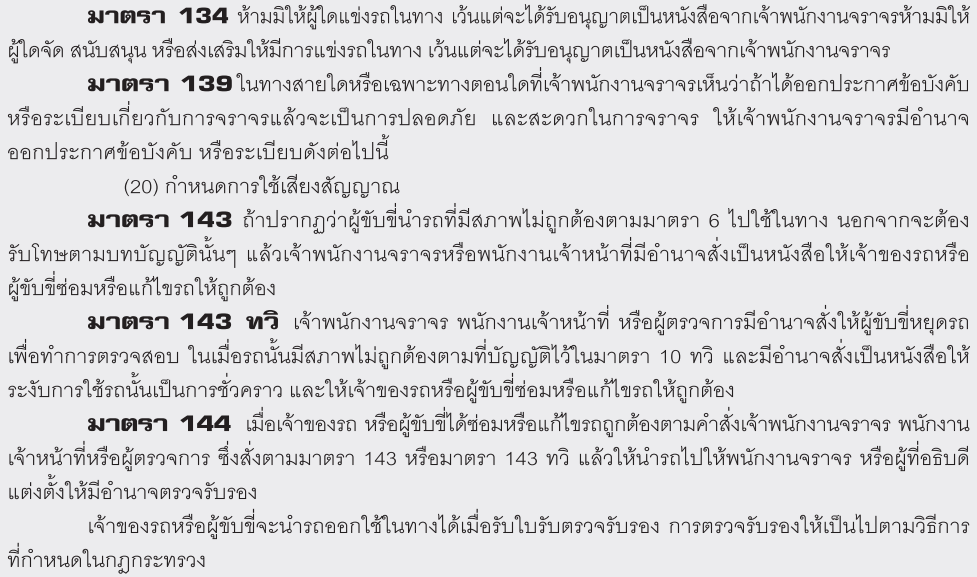 มาตรา 134 ห้ามมิให้ผู้ใดแข่งรถในทาง เว้นแต่จะได้รับอนุญาตเป็นหนังสือจากเจ้าพนักงานจราจรห้ามมิให้
ผู้ใดจัด สนับสนุน หรือส่งเสริมให้มีการแข่งรถในทาง เว้นแต่จะได้รับอนุญาตเป็นหนังสือจากเจ้าพนักงานจราจร
มาตรา 139 ในทางสายใดหรือเฉพาะทางตอนใดที่เจ้าพนักงานจราจรเห็นว่าถ้าได้ออกประกาศข้อบังคับ
หรือระเบียบเกี่ยวกับการจราจรแล้วจะเป็นการปลอดภัย และสะดวกในการจราจร ให้เจ้าพนักงานจราจรมีอำนาจ
ออกประกาศข้อบังคับ หรือระเบียบดังต่อไปนี้
(20) กำหนดการใช้เสียงสัญญาณ
มาตรา 143 ถ้าปรากฏว่าผู้ขับขี่นำรถที่มีสภาพไม่ถูกต้องตามมาตรา 6 ไปใช้ในทาง นอกจากจะต้อง
รับโทษตามบทบัญญัตินั้นๆ แล้วเจ้าพนักงานจราจรหรือพนักงานเจ้าหน้าที่มีอำนาจสั่งเป็นหนังสือให้เจ้าของรถหรือ
ผู้ขับขี่ซ่อมหรือแก้ไขรถให้ถูกต้อง
มาตรา 143 ทวิ เจ้าพนักงานจราจร พนักงานเจ้าหน้าที่ หรือผู้ตรวจการมีอำนาจสั่งให้ผู้ขับขี่หยุดรถ
เพื่อทำการตรวจสอบ ในเมื่อรถนั้นมีสภาพไม่ถูกต้องตามที่บัญญัติไว้ในมาตรา 10 ทวิ และมีอำนาจสั่งเป็นหนังสือให้
ระงับการใช้รถนั้นเป็นการชั่วคราว และให้เจ้าของรถหรือผู้ขับขี่ซ่อมหรือแก้ไขรถให้ถูกต้อง
มาตรา 144 เมื่อเจ้าของรถ หรือผู้ขับขี่ได้ซ่อมหรือแก้ไขรถถูกต้องตามคำสั่งเจ้าพนักงานจราจร พนักงาน
เจ้าหน้าที่หรือผู้ตรวจการ ซึ่งสั่งตามมาตรา 143 หรือมาตรา 143 ทวิ แล้วให้นำรถไปให้พนักงานจราจร หรือผู้ที่อธิบดี
แต่งตั้งให้มีอำนาจตรวจรับรอง
เจ้าของรถหรือผู้ขับขี่จะนำรถออกใช้ในทางได้เมื่อรับใบรับตรวจรับรอง การตรวจรับรองให้เป็นไปตามวิธีการ
ที่กำหนดในกฎกระทรวง